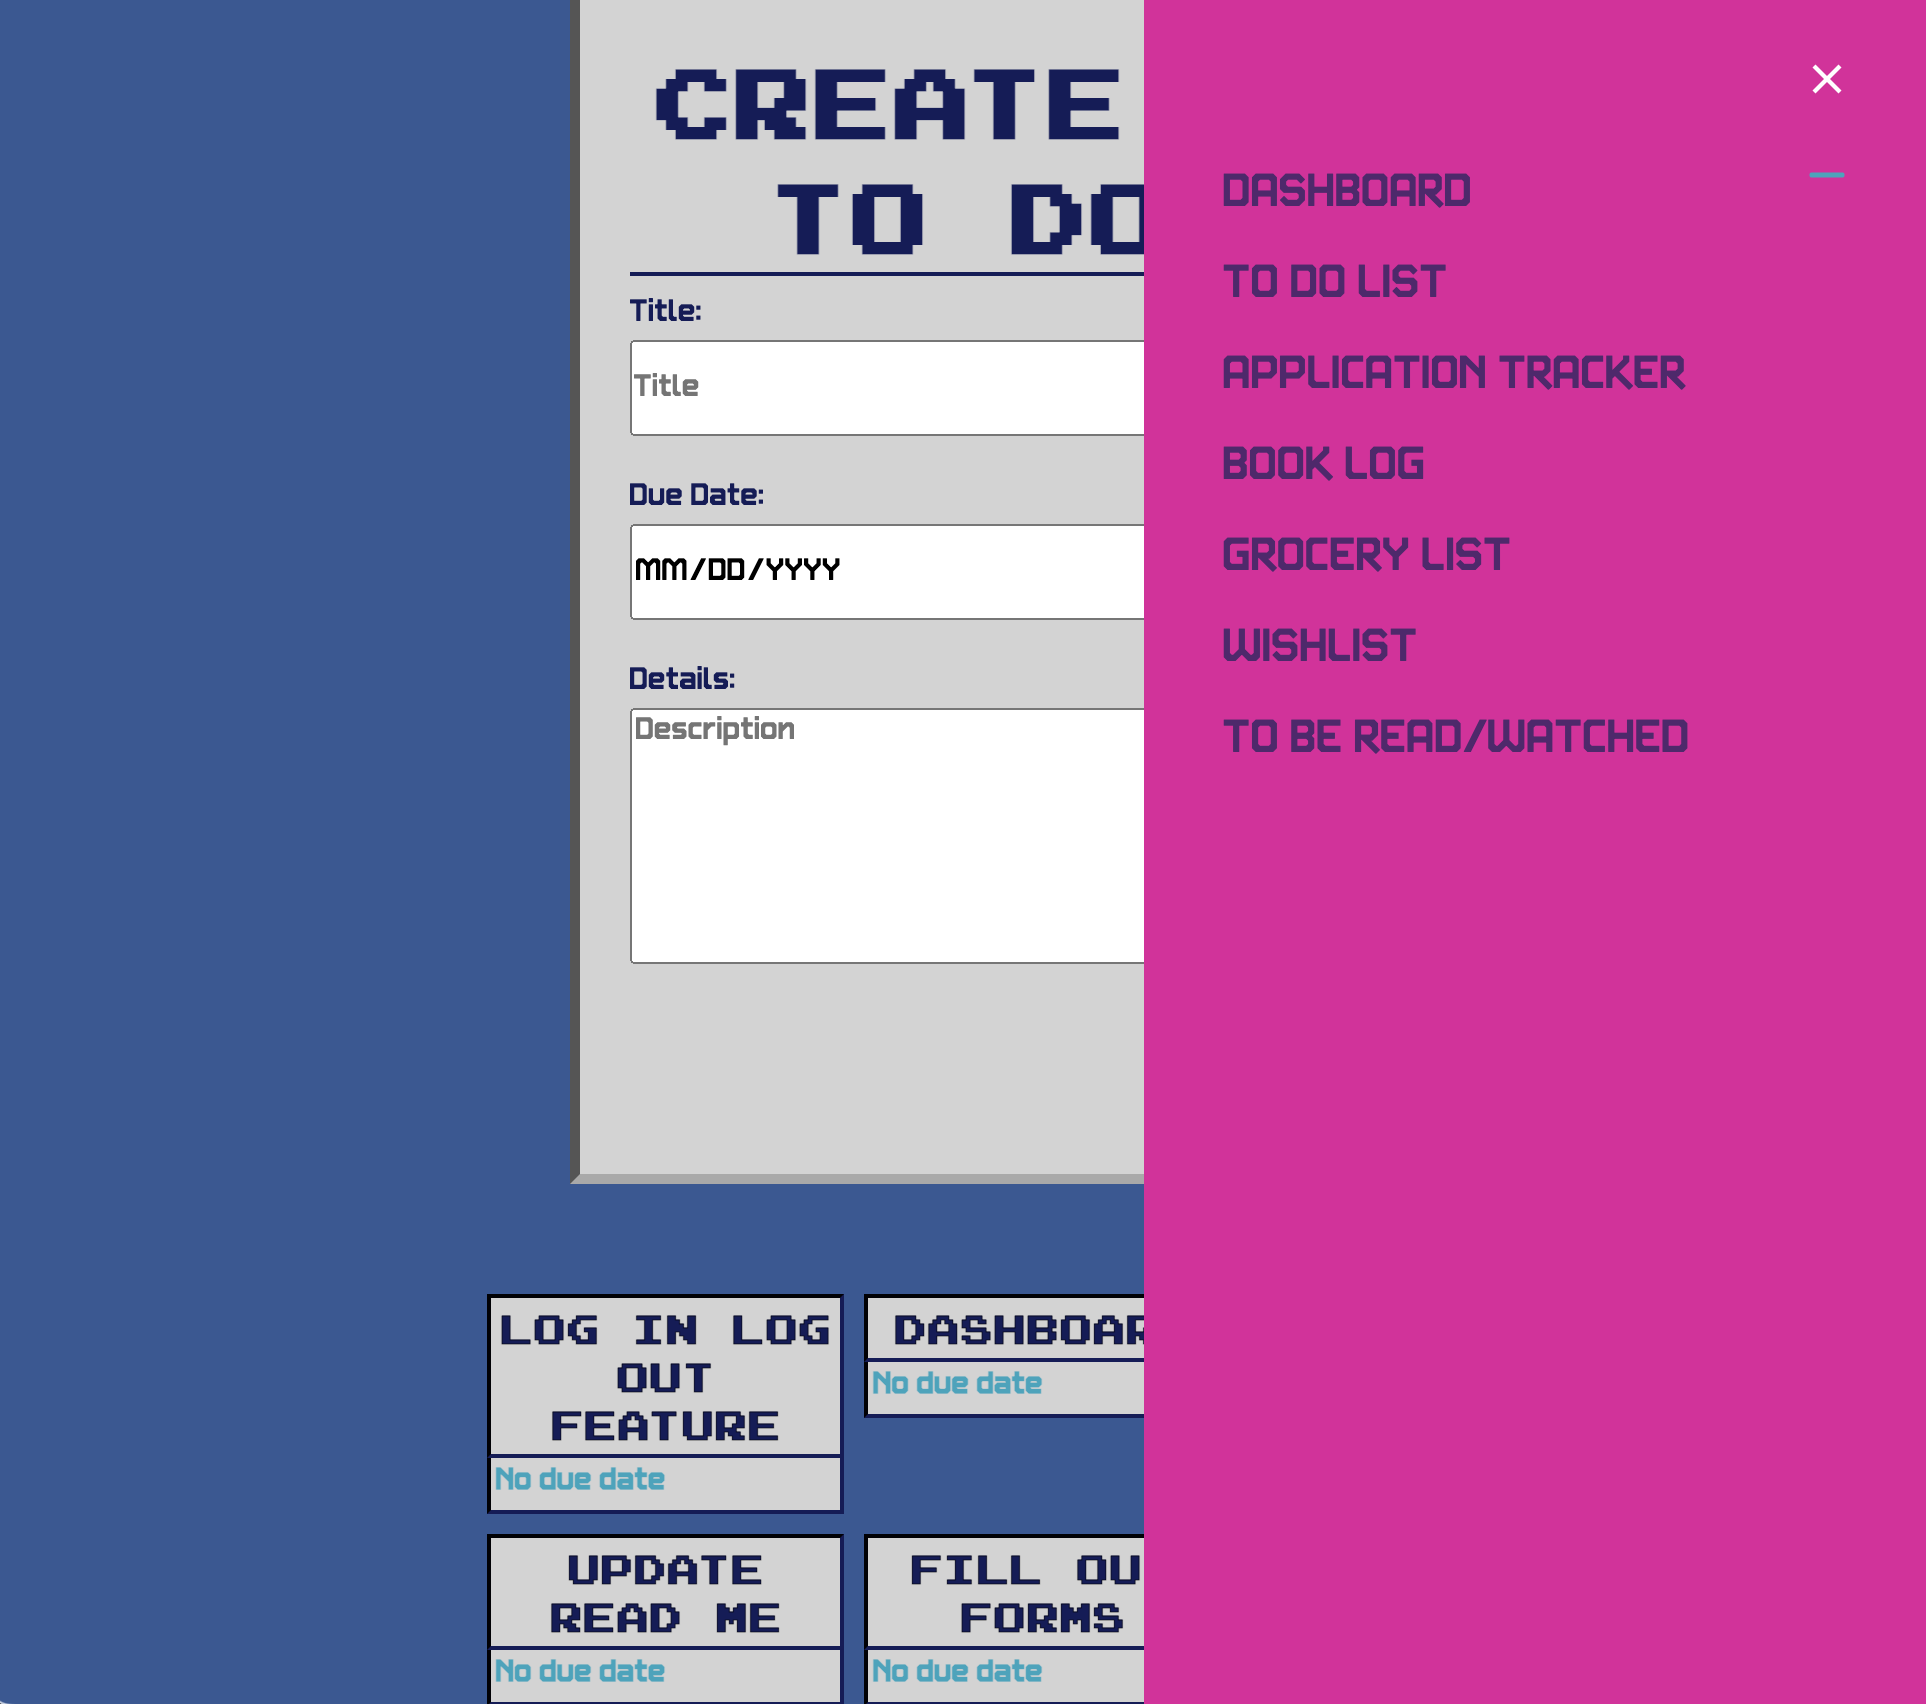 CREATE
TO DO
Title:
Title
Due Date:
MM/DD/YYYY
Details:
Description
LOG IN LOG
OUT
FEATURE
No due date
No due date
UPDATE
READ ME
No due date
FILL
FORMS
No due date
DASHBOARD
TO DO LIST
APPLICATION TRACKER
BOOK LOG
GROCERY LIST
WISHLIST
TO BE READ/WATCHED